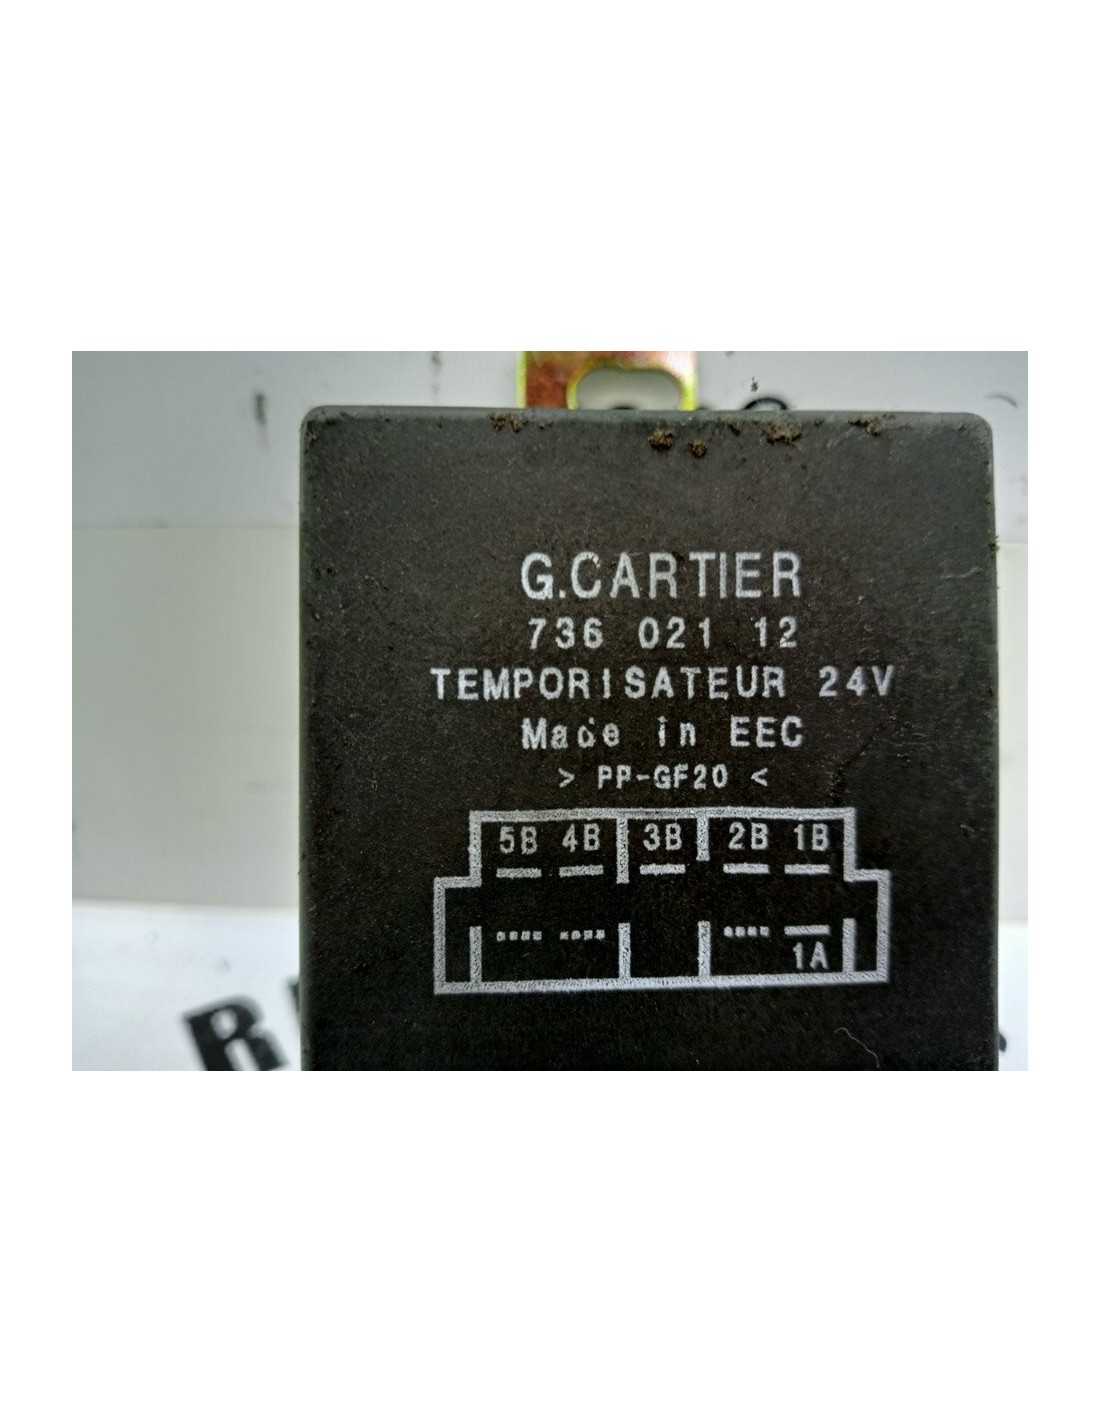 G.CARTIER
736 021 12
TEMPORISATEUR 24V
Made in EEC
> PP-GF20 <
5B 4B 3B 2B 1B
1A